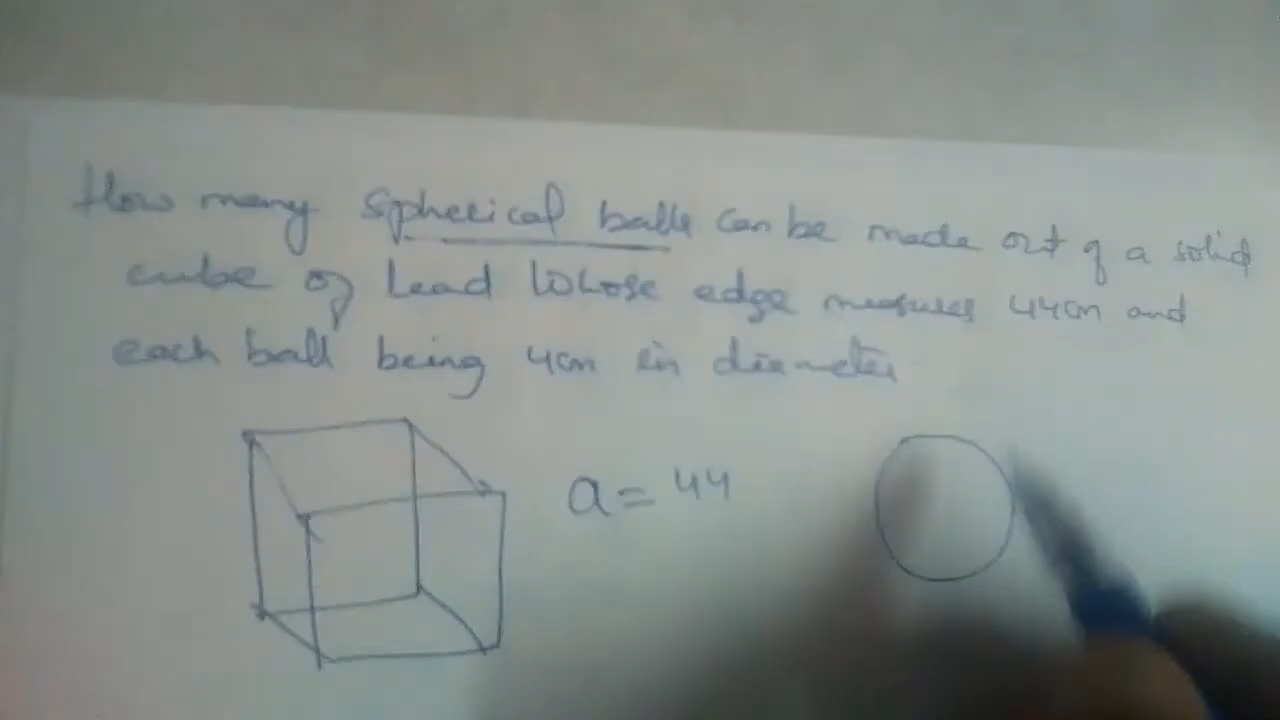 How many spherical balls can be made out of a solid
cube of Lead whose edge measures 44cm and
each ball being 4cm in diameter
a = 44